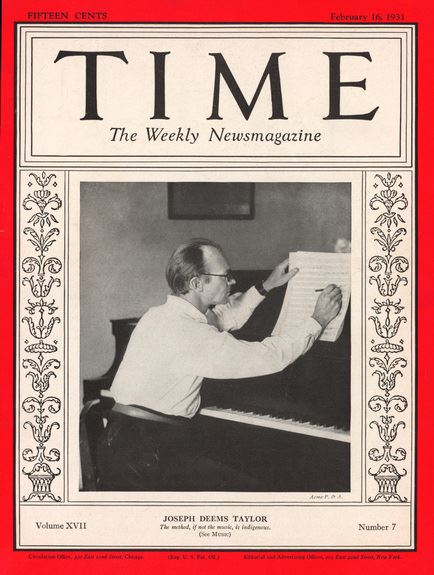 FIFTEEN CENTS February 16, 1931
TIME
The Weekly Newsmagazine
Acme P. & A.
Volume XVII
JOSEPH DEEMS TAYLOR
The method, if not the music, is indigenous.
(See Music)
Number 7
Circulation Office, 350 East 22nd Street, Chicago. (Reg. U. S. Pat. Off.) Editorial and Advertising Offices, 205 East 42nd Street, New York.